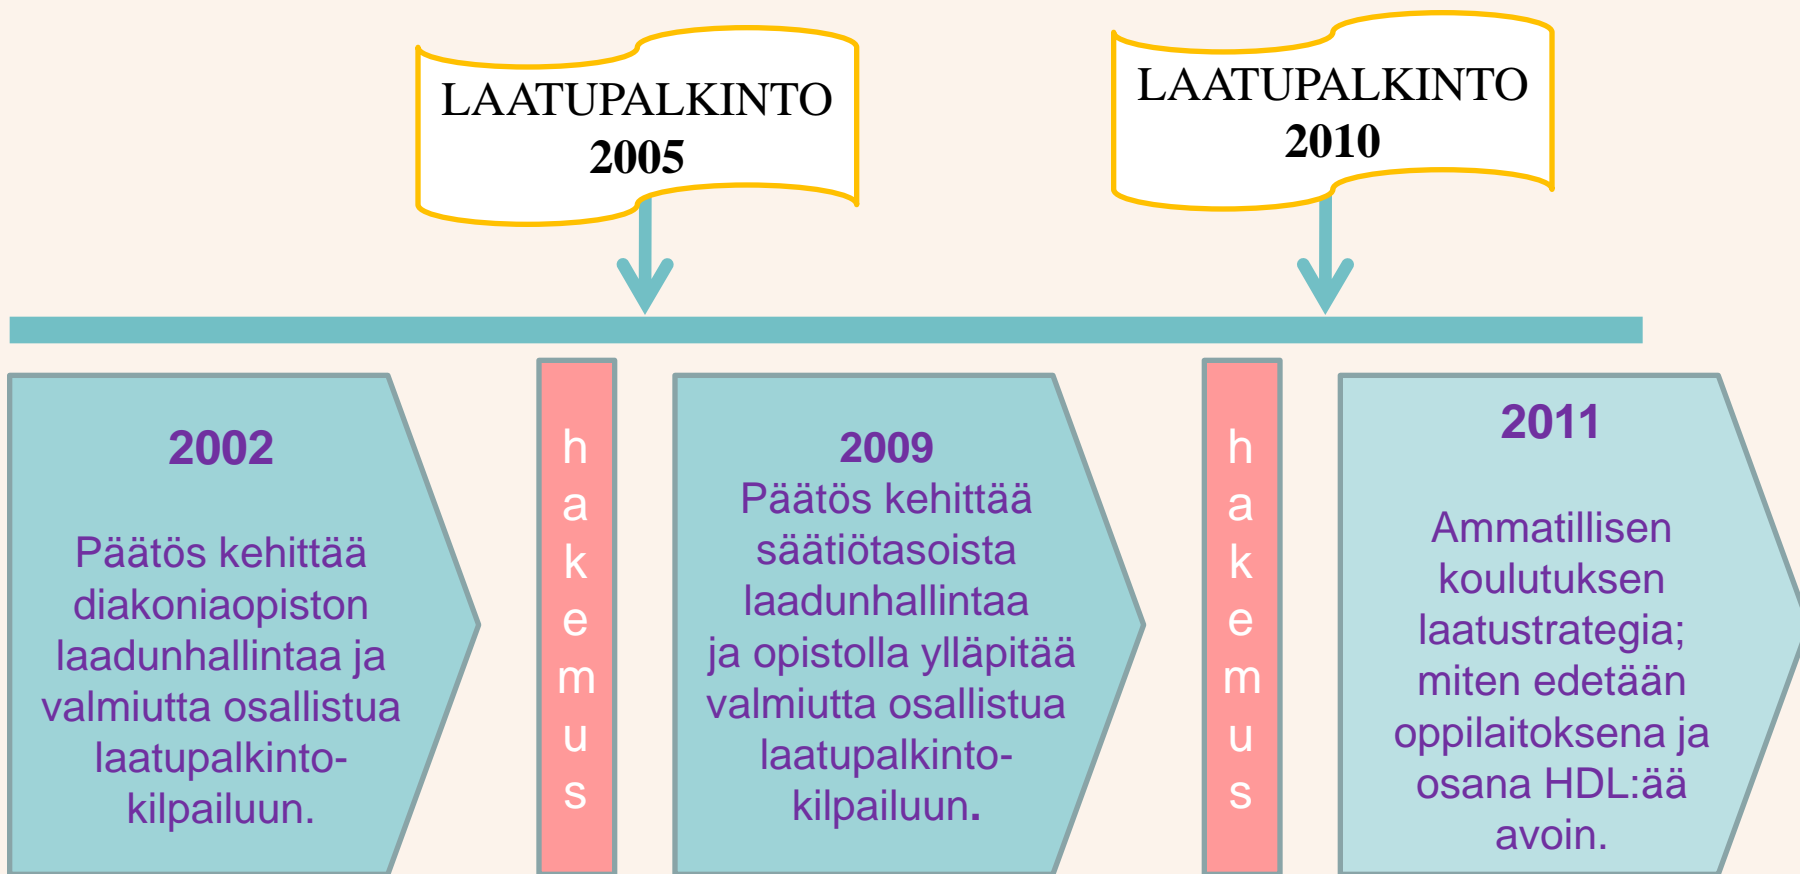 LAATUPALKINTO
2005
LAATUPALKINTO
2010
2002
Päätös kehittää
diakoniaopiston
laadunhallintaa ja
valmiutta osallistua
laatupalkinto-
kilpailuun.
hakemus
2009
Päätös kehittää
säätiötasoista
laadunhallintaa
ja opistolla ylläpitää
valmiutta osallistua
laatupalkinto-
kilpailuun.
hakemus
2011
Ammatillisen
koulutuksen
laatustrategia;
miten edetään
oppilaitoksena ja
osana HDL:ää
avoin.